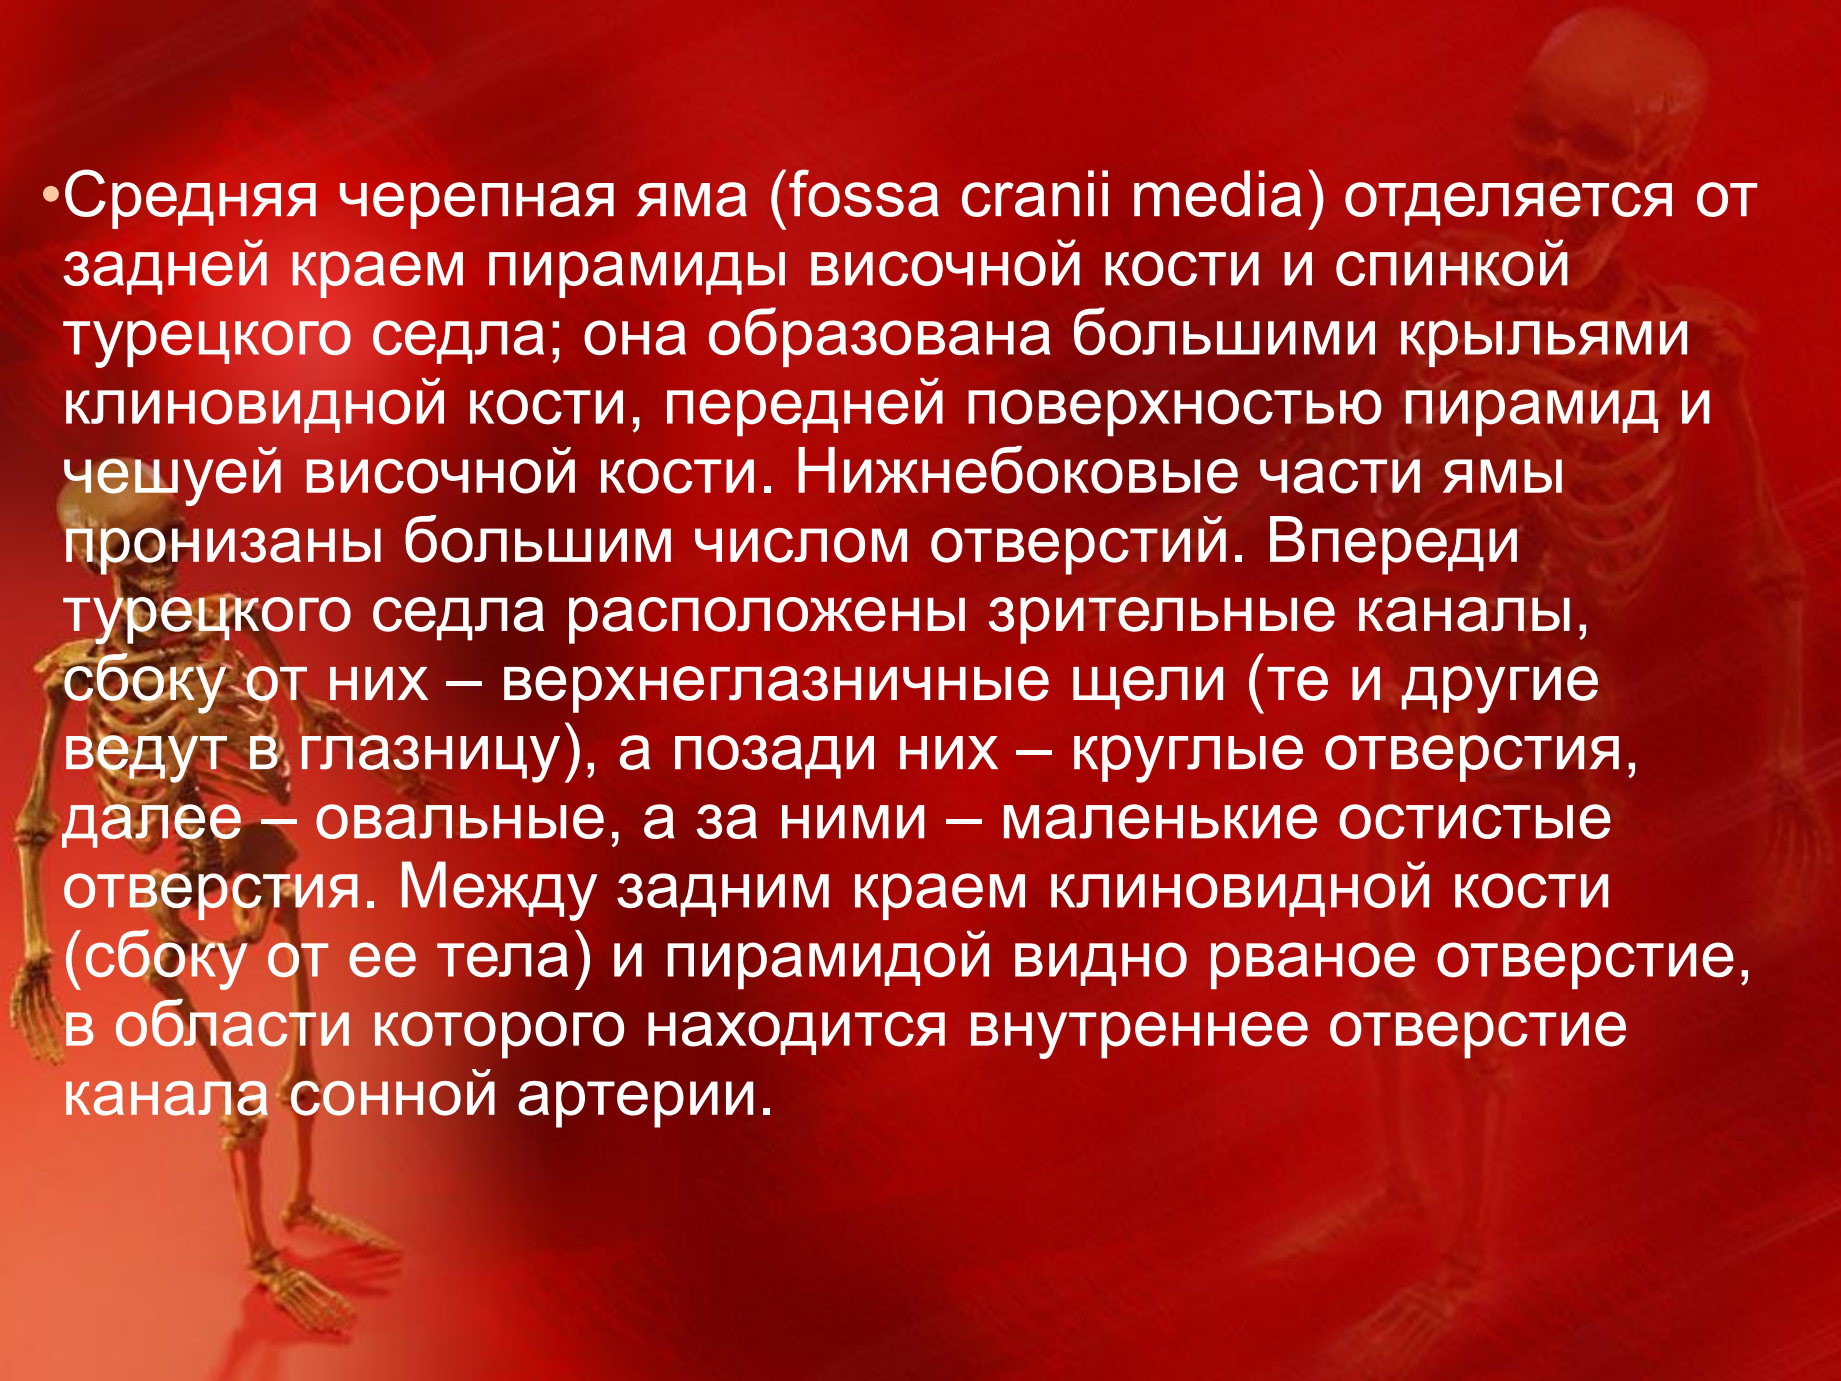 •Средняя черепная яма (fossa cranii media) отделяется от
задней краем пирамиды височной кости и спинкой
турецкого седла; она образована большими крыльями
клиновидной кости, передней поверхностью пирамид и
чешуей височной кости. Нижнебоковые части ямы
пронизаны большим числом отверстий. Впереди
турецкого седла расположены зрительные каналы,
сбоку от них – верхнеглазничные щели (те и другие
ведут в глазницу), а позади них – круглые отверстия,
далее – овальные, а за ними – маленькие остистые
отверстия. Между задним краем клиновидной кости
(сбоку от ее тела) и пирамидой видно рваное отверстие,
в области которого находится внутреннее отверстие
канала сонной артерии.